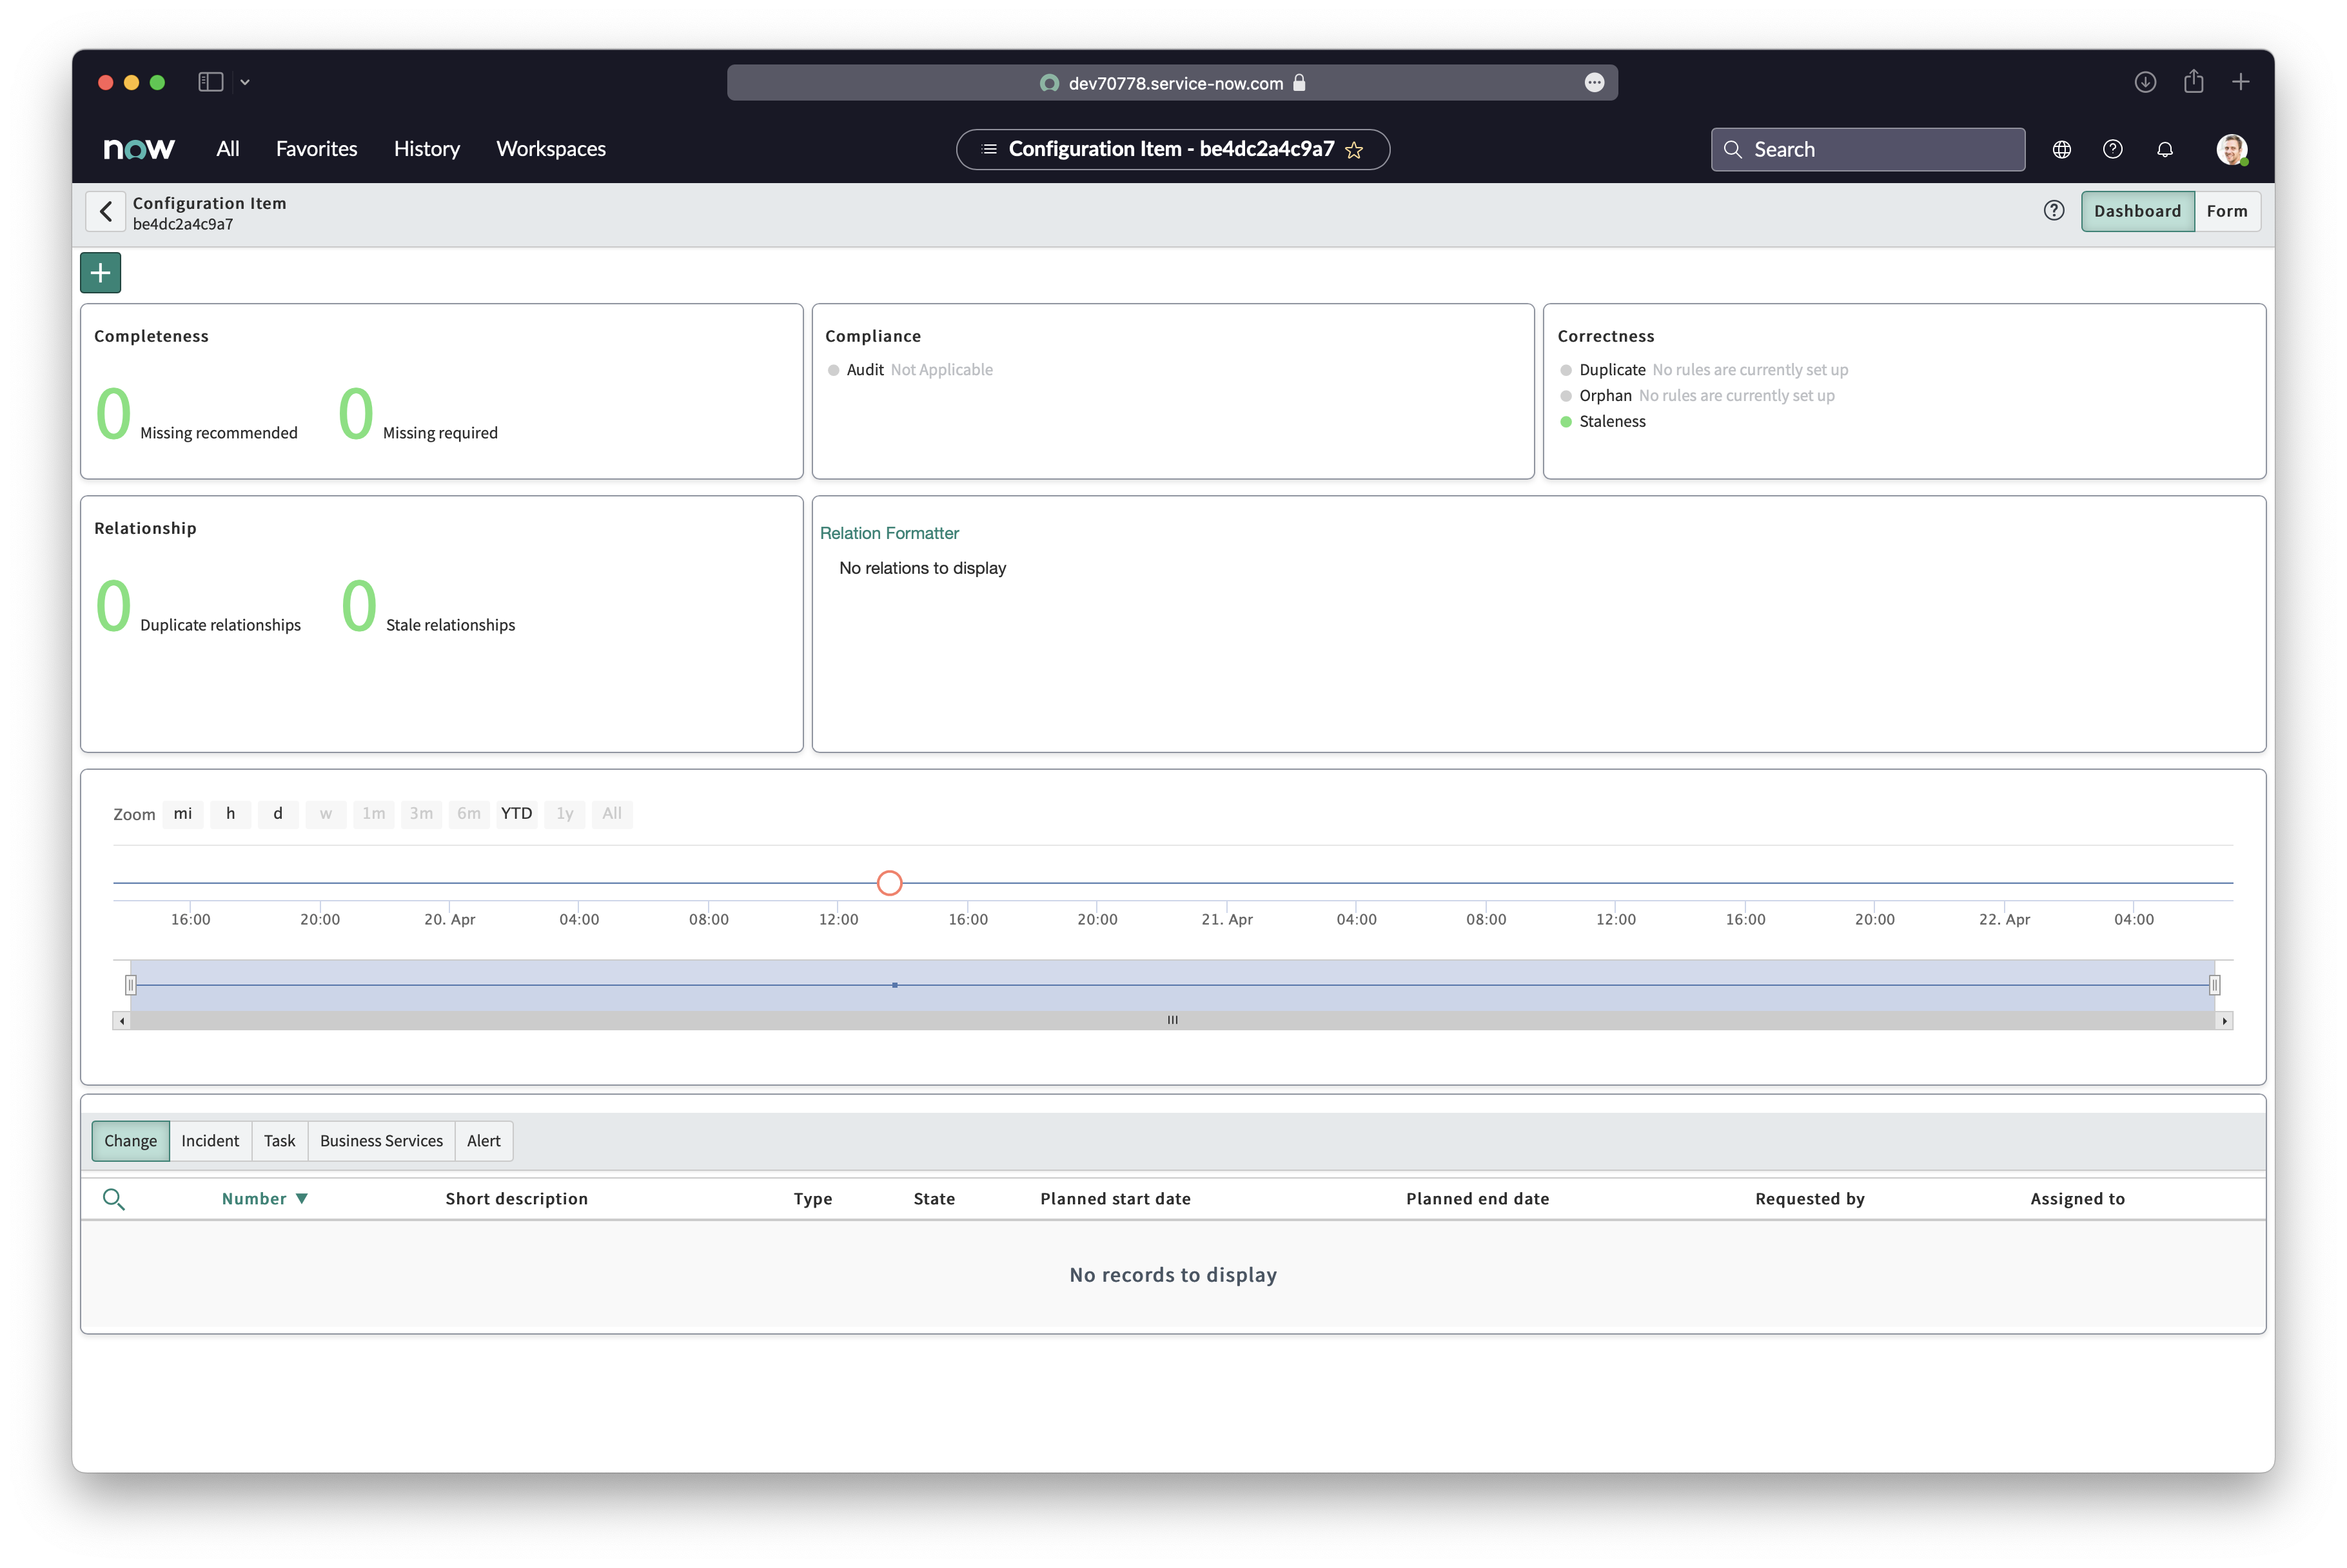 dev70778.service-now.com
now All Favorites History Workspaces Configuration Item - be4dc2a4c9a7 Search
Configuration Item
be4dc2a4c9a7
Dashboard Form
Completeness
0 Missing recommended 0 Missing required
Compliance
Audit Not Applicable
Correctness
Duplicate No rules are currently set up
Orphan No rules are currently set up
Staleness
Relationship
0 Duplicate relationships 0 Stale relationships
Relation Formatter
No relations to display
Zoom mi h d w 1m 3m 6m YTD 1y All
16:00 20:00 20. Apr 04:00 08:00 12:00 16:00 20:00 21. Apr 04:00 08:00 12:00 16:00 20:00 22. Apr 04:00
Change Incident Task Business Services Alert
Number Short description Type State Planned start date Planned end date Requested by Assigned to
No records to display